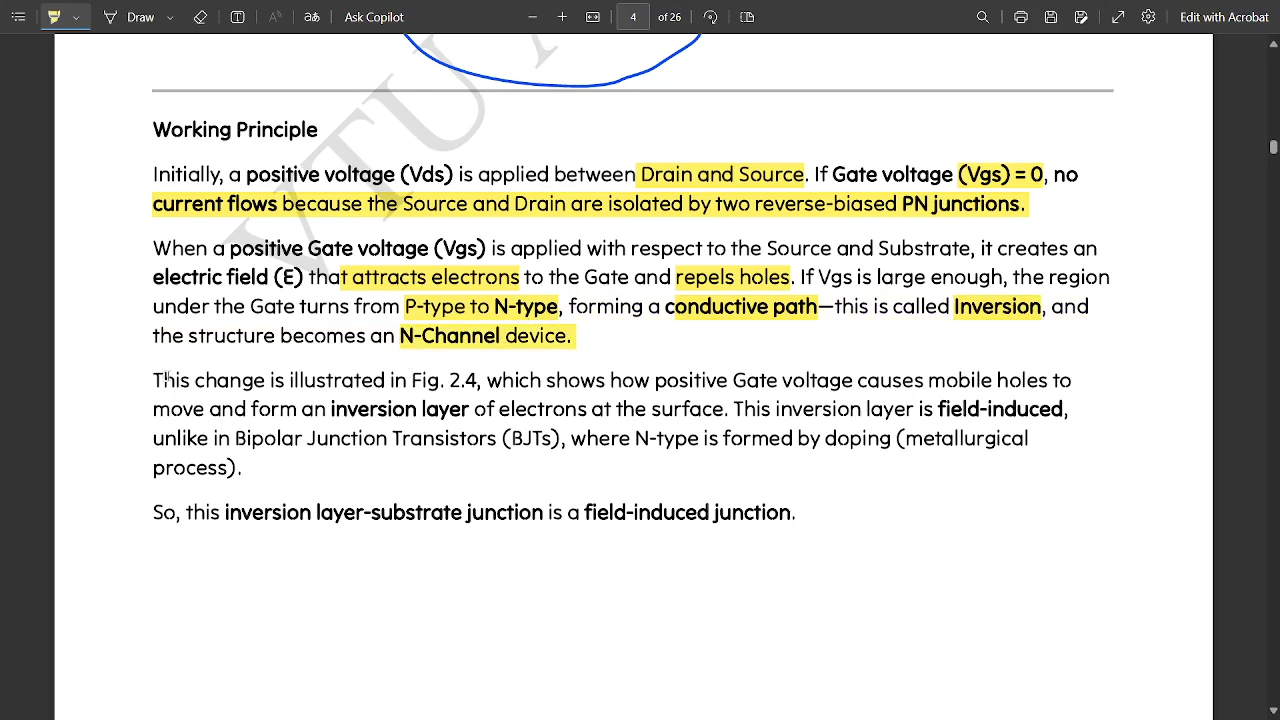 Draw
Ask Copilot
4 of 26
Edit with Acrobat
VTU
Working Principle
Initially, a positive voltage (Vds) is applied between Drain and Source. If Gate voltage (Vgs) = 0, no
current flows because the Source and Drain are isolated by two reverse-biased PN junctions.
When a positive Gate voltage (Vgs) is applied with respect to the Source and Substrate, it creates an
electric field (E) that attracts electrons to the Gate and repels holes. If Vgs is large enough, the region
under the Gate turns from P-type to N-type, forming a conductive path—this is called Inversion, and
the structure becomes an N-Channel device.
This change is illustrated in Fig. 2.4, which shows how positive Gate voltage causes mobile holes to
move and form an inversion layer of electrons at the surface. This inversion layer is field-induced,
unlike in Bipolar Junction Transistors (BJTs), where N-type is formed by doping (metallurgical
process).
So, this inversion layer-substrate junction is a field-induced junction.